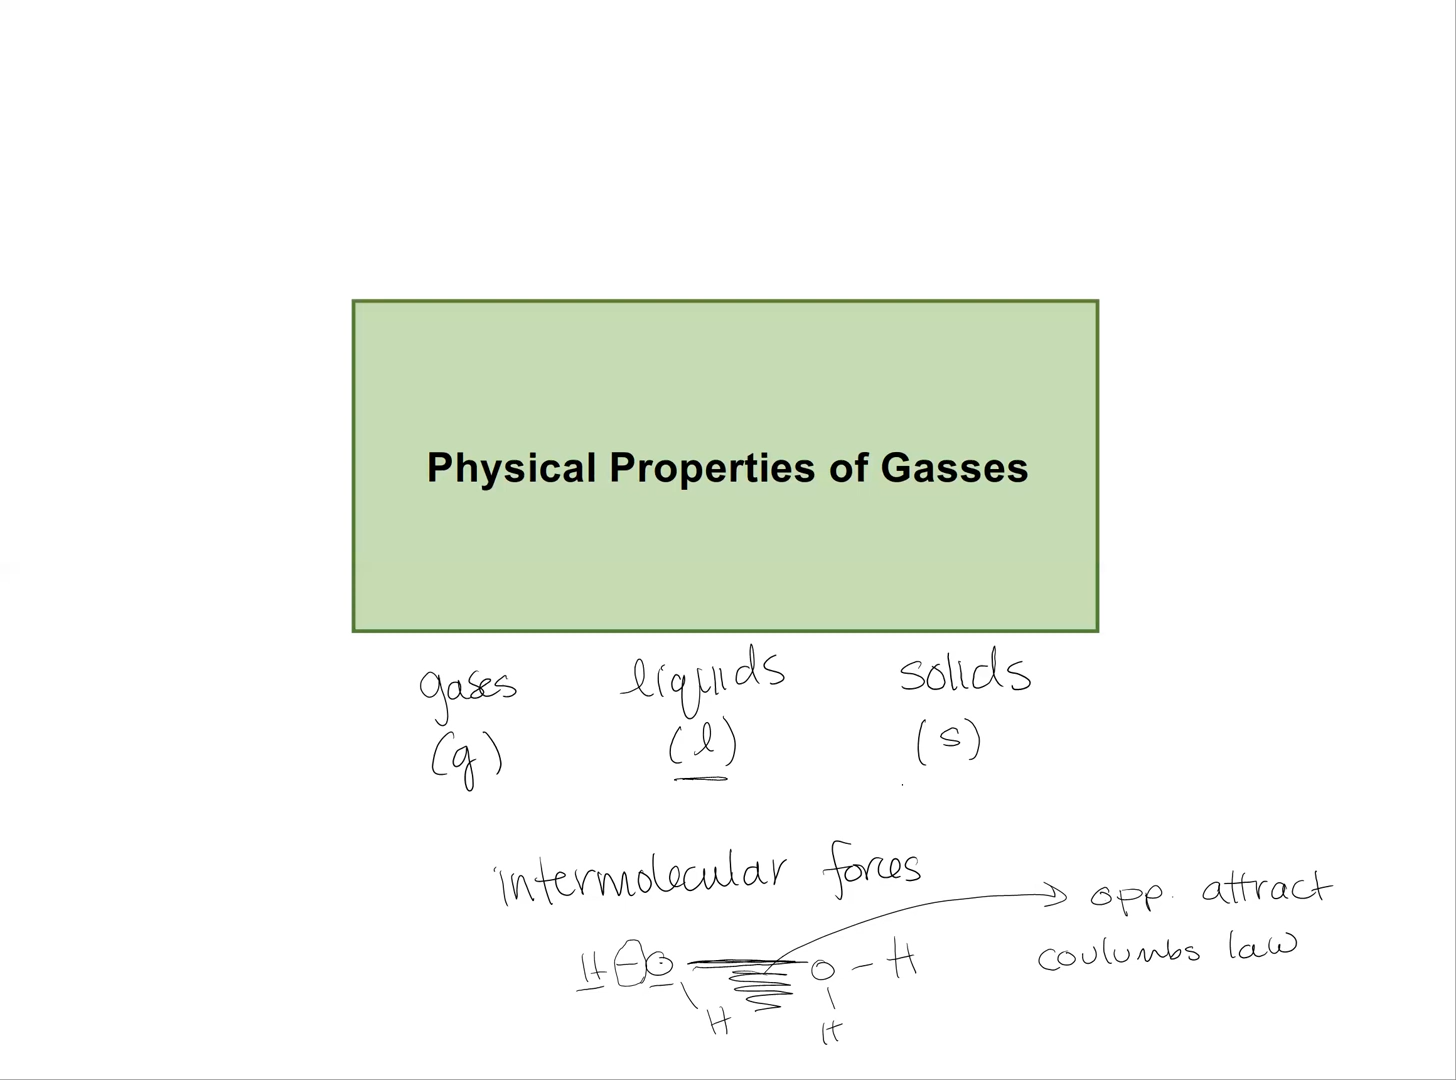 Physical Properties of Gasses
gases liquids solids
(g) (l) (s)
intermolecular forces
opp. attract
coulumbs law
H - O O - H
H H